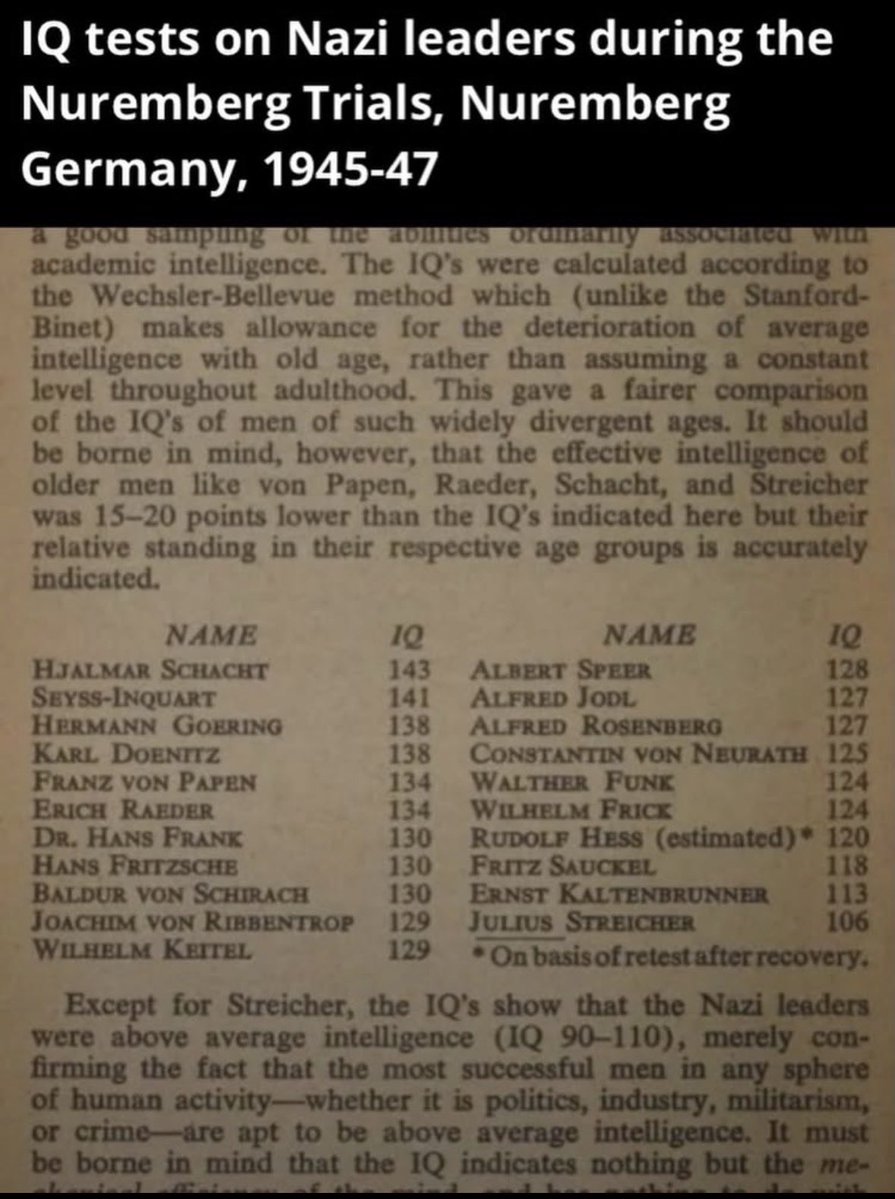 IQ tests on Nazi leaders during the
Nuremberg Trials, Nuremberg
Germany, 1945-47
a good sampling of the abilities ordinarily associated with
academic intelligence. The IQ's were calculated according to
the Wechsler-Bellevue method which (unlike the Stanford-
Binet) makes allowance for the deterioration of average
intelligence with old age, rather than assuming a constant
level throughout adulthood. This gave a fairer comparison
of the IQ's of men of such widely divergent ages. It should
be borne in mind, however, that the effective intelligence of
older men like von Papen, Raeder, Schacht, and Streicher
was 15–20 points lower than the IQ's indicated here but their
relative standing in their respective age groups is accurately
indicated.
NAME IQ NAME IQ
HJALMAR SCHACHT 143 ALBERT SPEER 128
SEYSS-INQUART 141 ALFRED JODL 127
HERMANN GOERING 138 ALFRED ROSENBERG 127
KARL DOENITZ 138 CONSTANTIN VON NEURATH 125
FRANZ VON PAPEN 134 WALTHER FUNK 124
ERICH RAEDER 134 WILHELM FRICK 124
DR. HANS FRANK 130 RUDOLF HESS (estimated)* 120
HANS FRITZSCHE 130 FRITZ SAUCKEL 118
BALDUR VON SCHIRACH 130 ERNST KALTENBRUNNER 113
JOACHIM VON RIBBENTROP 129 JULIUS STREICHER 106
WILHELM KEITEL 129 * On basis of retest after recovery.
Except for Streicher, the IQ's show that the Nazi leaders
were above average intelligence (IQ 90–110), merely con-
firming the fact that the most successful men in any sphere
of human activity—whether it is politics, industry, militarism,
or crime—are apt to be above average intelligence. It must
be borne in mind that the IQ indicates nothing but the me-